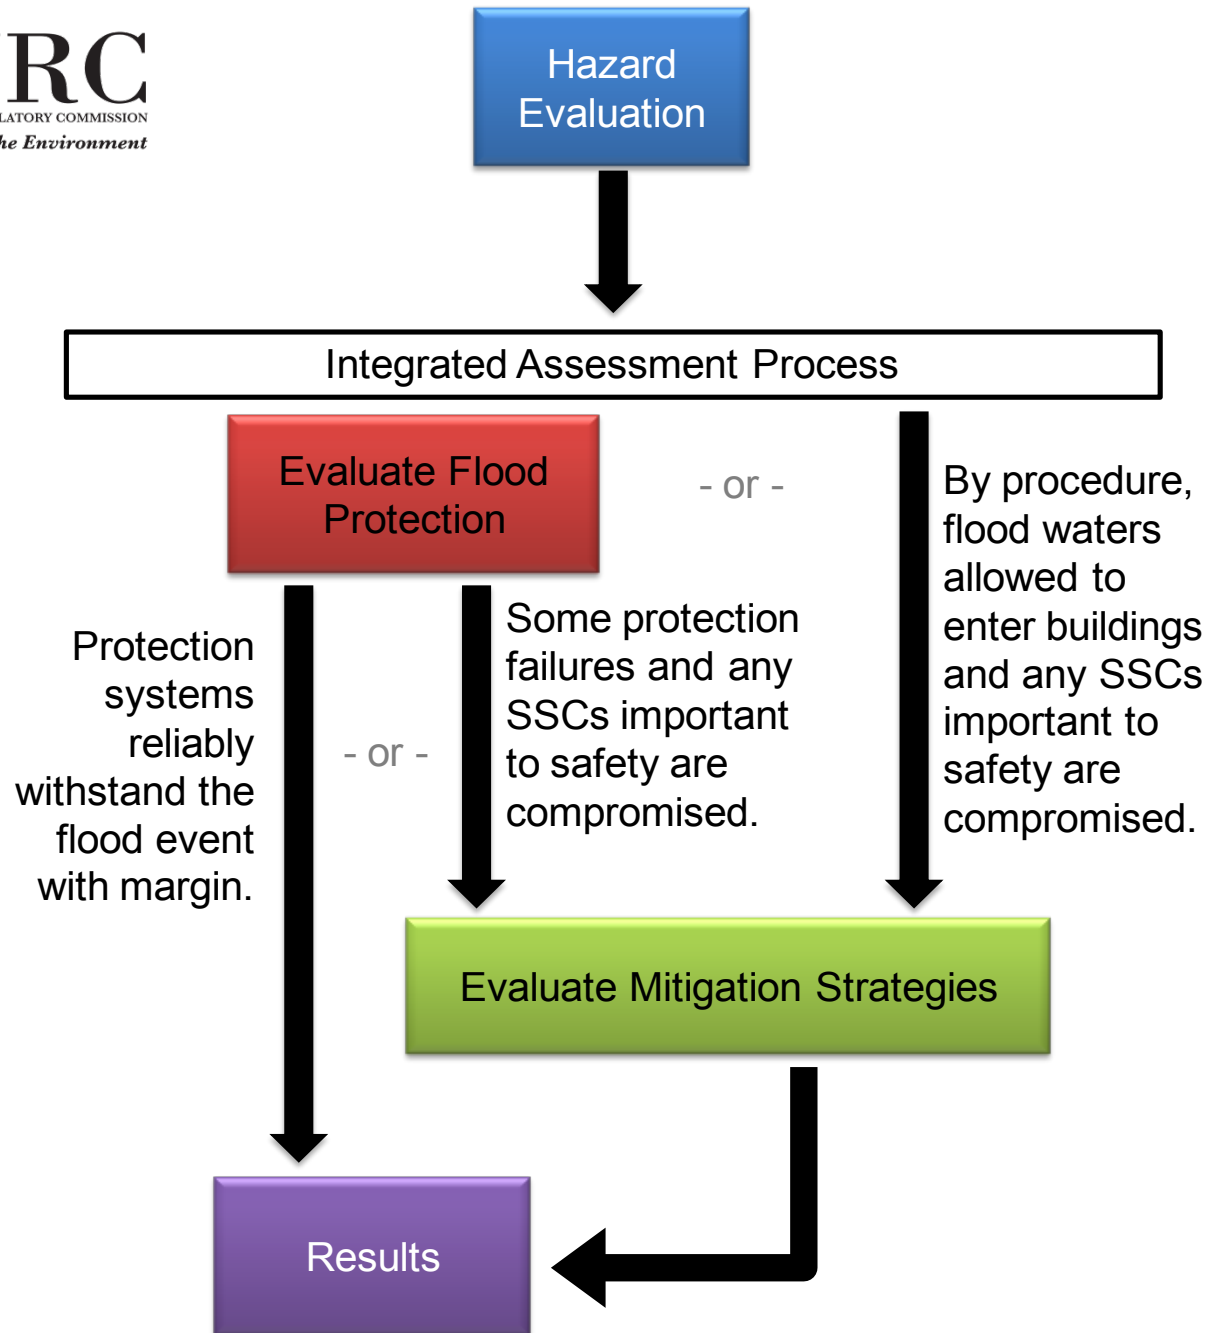 RC
LATORY COMMISSION
he Environment
Hazard
Evaluation
Integrated Assessment Process
Evaluate Flood
Protection
- or -
By procedure,
flood waters
allowed to
enter buildings
and any SSCs
important to
safety are
compromised.
Protection
systems
reliably
withstand the
flood event
with margin.
- or -
Some protection
failures and any
SSCs important
to safety are
compromised.
Evaluate Mitigation Strategies
Results